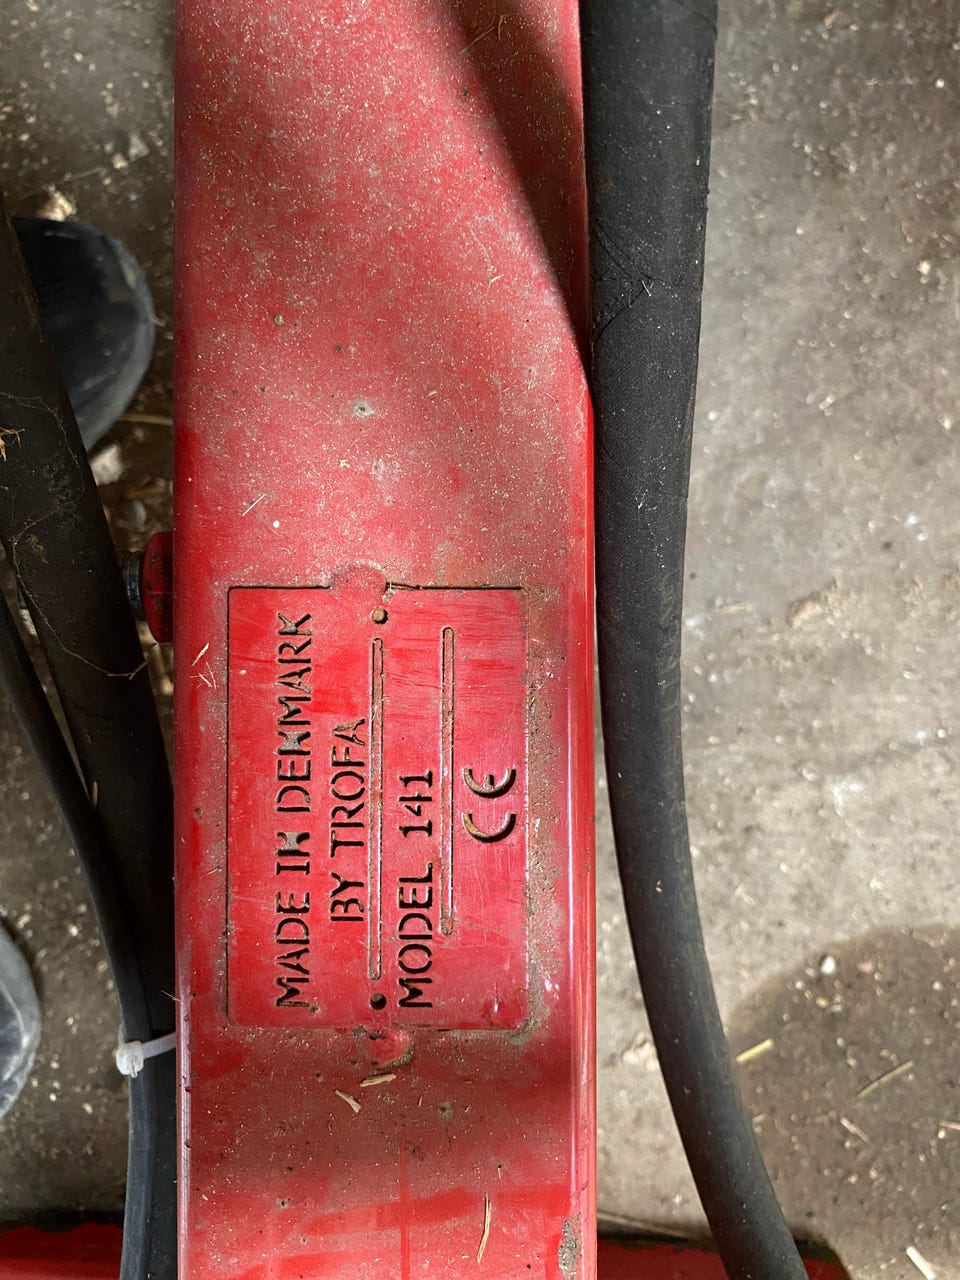 MADE IN DENMARK
BY TROFA
MODEL 141
CE